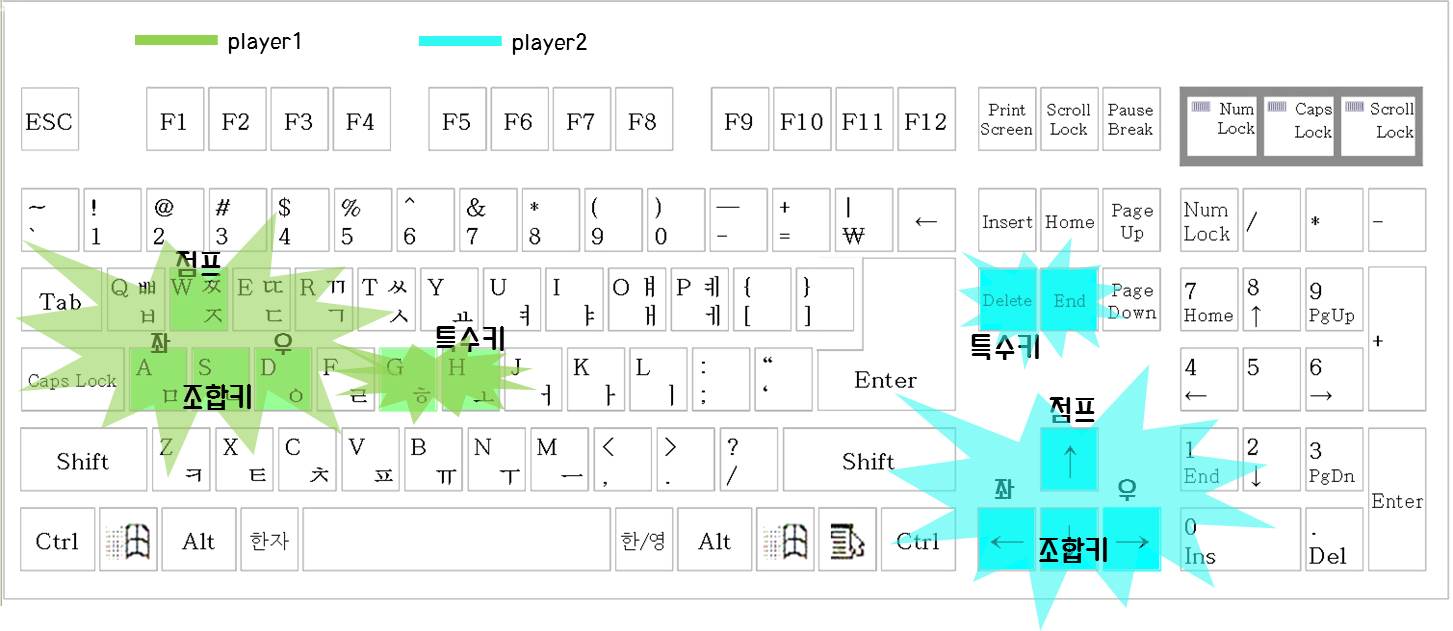 player1 player2
ESC F1 F2 F3 F4 F5 F6 F7 F8 F9 F10 F11 F12 Print Screen Scroll Lock Pause Break Num Lock Caps Lock Scroll Lock
~ ` ! 1 @ 2 # 3 $ 4 % 5 ^ 6 & 7 * 8 ( 9 ) 0 — - + = | ₩ ← Insert Home Page Up Num Lock / * -
점프
Tab Q ㅃ ㅂ W ㅉ ㅈ E ㄸ ㄷ R ㄲ ㄱ T ㅆ ㅅ Y ㅛ U ㅕ I ㅑ O ㅒ ㅐ P ㅖ ㅔ { [ } ] Delete End Page Down 7 Home 8 ↑ 9 PgUp +
좌 우 특수키 특수키
Caps Lock A ㅁ S D ㅇ F ㄹ G ㅎ H ㅗ J ㅓ K ㅏ L ㅣ : ; “ ‘ Enter 4 ← 5 6 →
조합키 점프
Shift Z ㅋ X ㅌ C ㅊ V ㅍ B ㅠ N ㅜ M ㅡ < , > . ? / Shift ↑ 1 End 2 ↓ 3 PgDn Enter
좌 우
Ctrl Alt 한자 한/영 Alt Ctrl ← ↓ → 0 Ins . Del
조합키